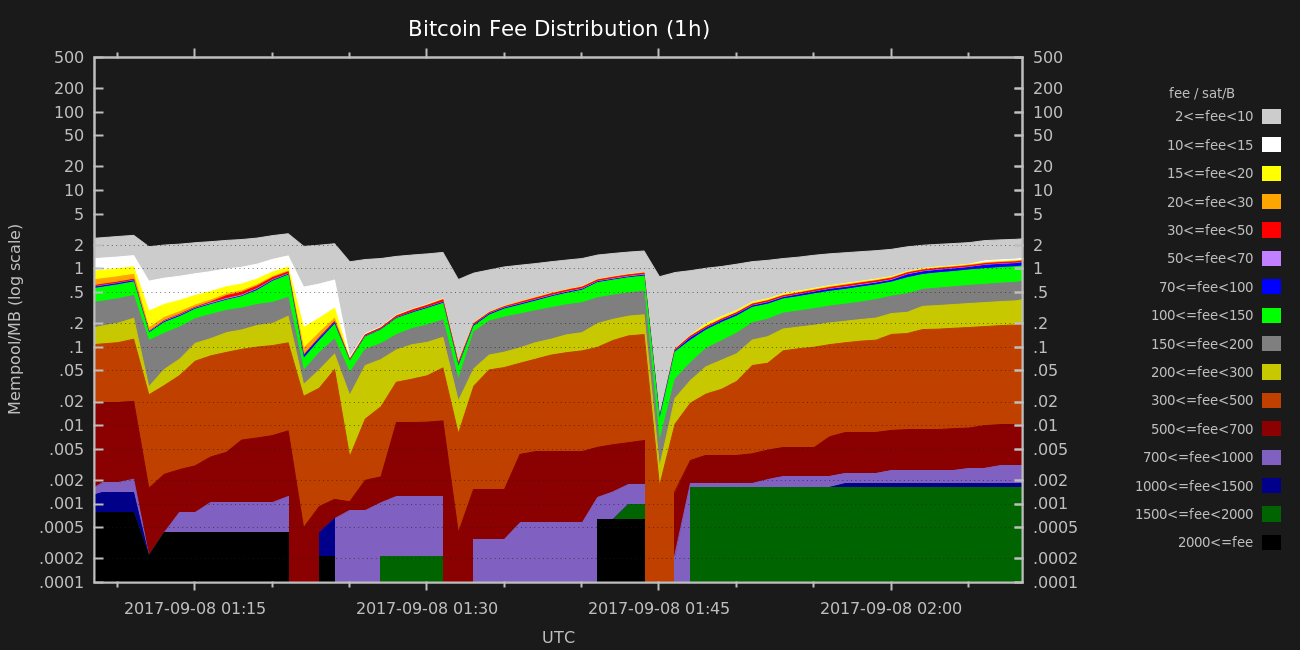 Bitcoin Fee Distribution (1h)
500
200
100
50
20
10
5
2
1
.5
.2
.1
.05
.02
.01
.005
.002
.001
.0005
.0002
.0001
Mempool/MB (log scale)
500
200
100
50
20
10
5
2
1
.5
.2
.1
.05
.02
.01
.005
.002
.001
.0005
.0002
.0001
2017-09-08 01:15
2017-09-08 01:30
2017-09-08 01:45
2017-09-08 02:00
UTC
fee / sat/B
2<=fee<10
10<=fee<15
15<=fee<20
20<=fee<30
30<=fee<50
50<=fee<70
70<=fee<100
100<=fee<150
150<=fee<200
200<=fee<300
300<=fee<500
500<=fee<700
700<=fee<1000
1000<=fee<1500
1500<=fee<2000
2000<=fee